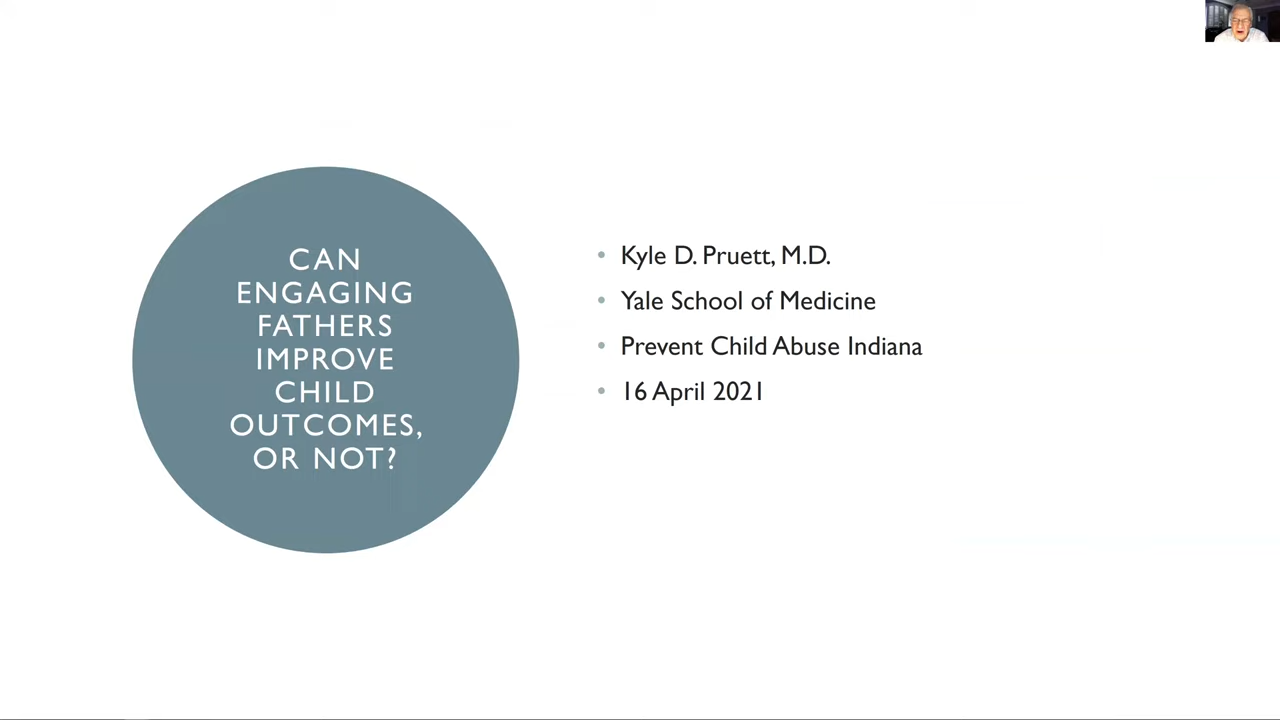 CAN
ENGAGING
FATHERS
IMPROVE
CHILD
OUTCOMES,
OR NOT?
• Kyle D. Pruett, M.D.
• Yale School of Medicine
• Prevent Child Abuse Indiana
• 16 April 2021